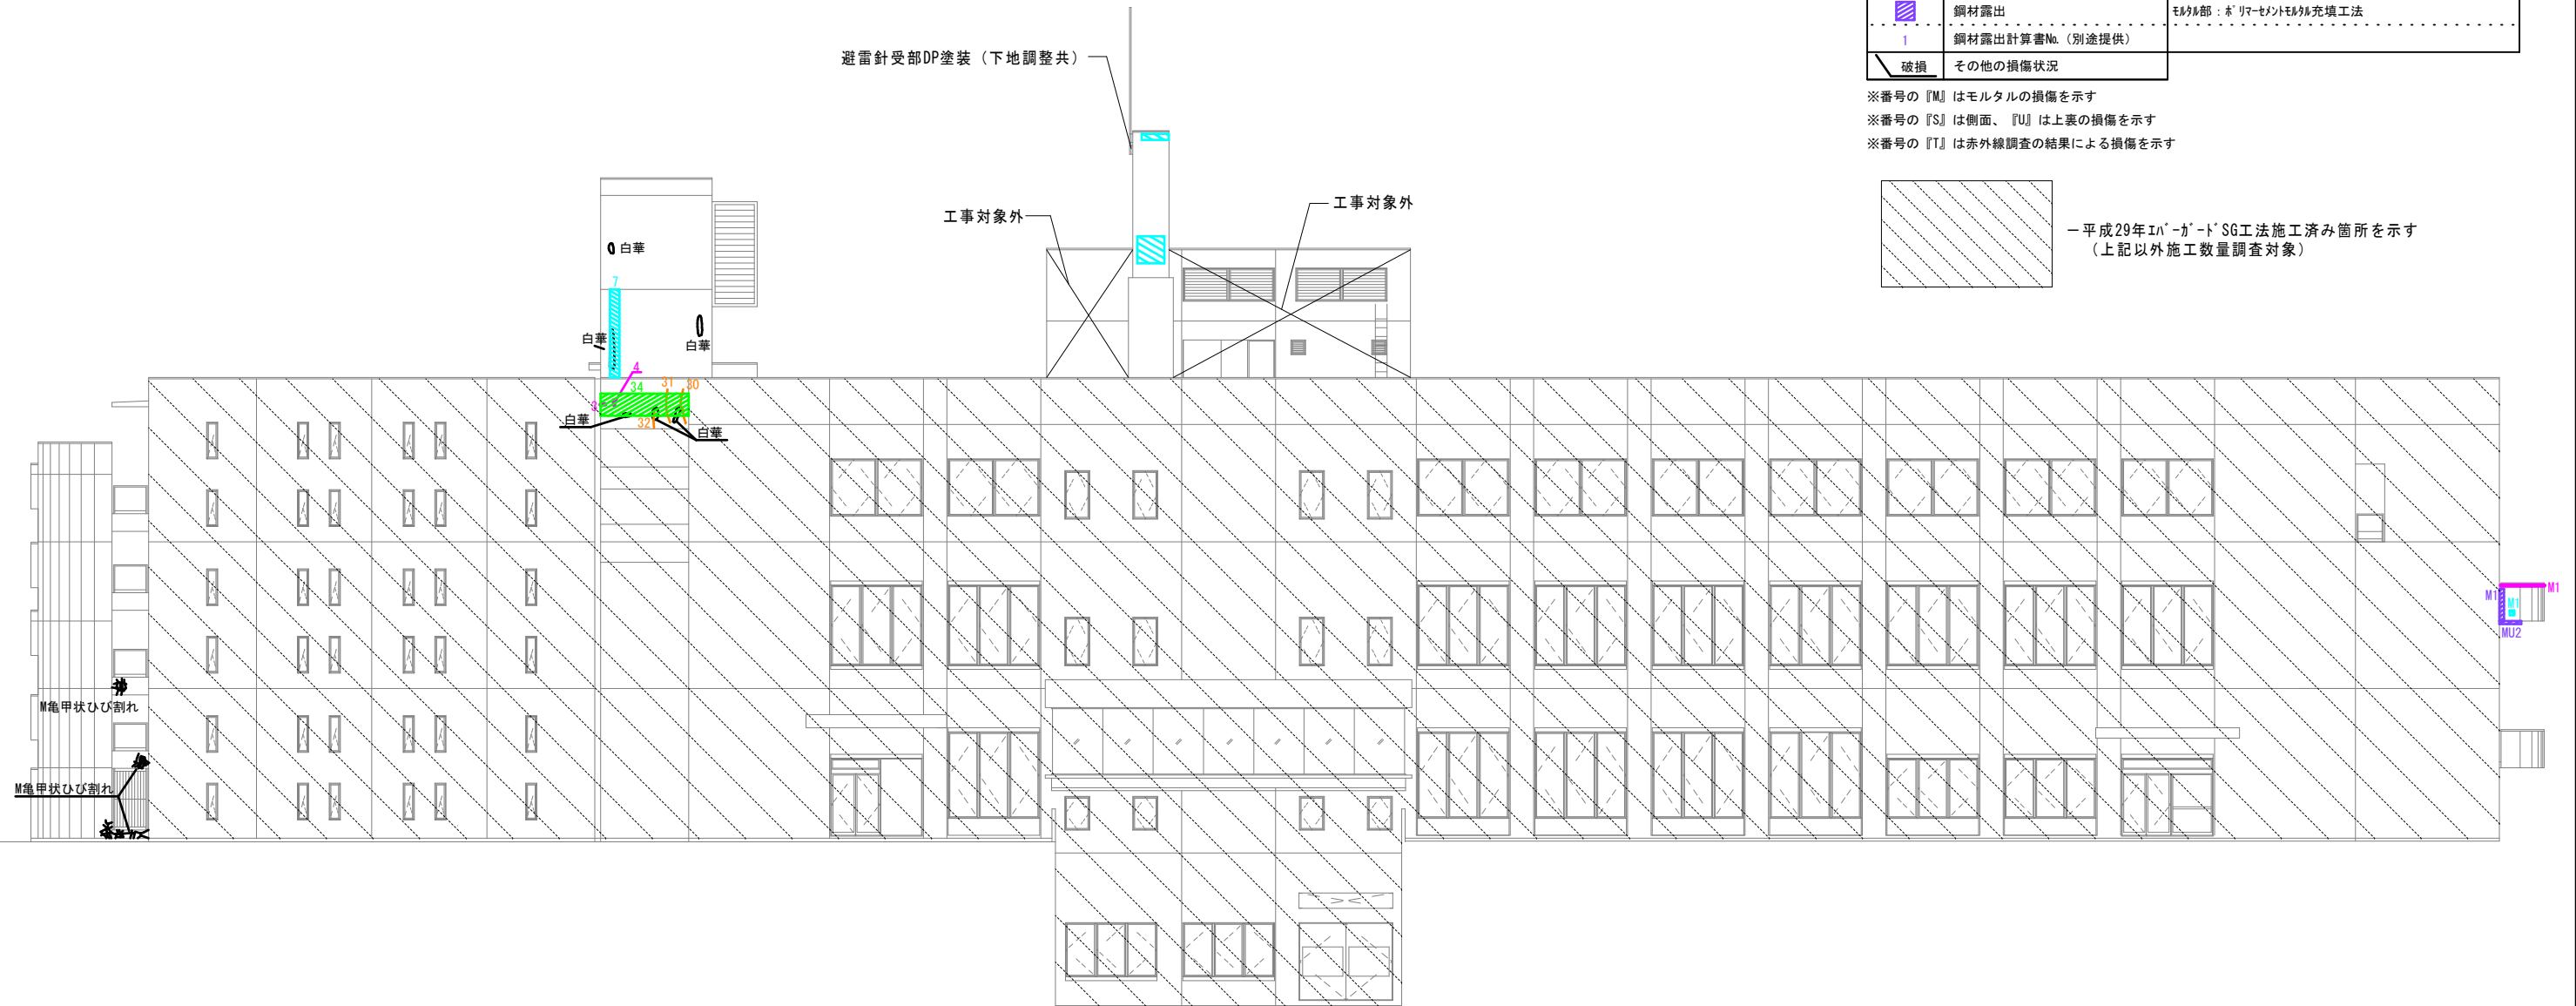 鋼材露出
ﾓﾙﾀﾙ部：ﾎﾟﾘﾏｰｾﾒﾝﾄﾓﾙﾀﾙ充填工法
1
鋼材露出計算書№（別途提供）
破損
その他の損傷状況
※番号の『M』はモルタルの損傷を示す
※番号の『S』は側面、『U』は上裏の損傷を示す
※番号の『T』は赤外線調査の結果による損傷を示す
－平成29年ｴﾊﾞｰｶﾞｰﾄﾞSG工法施工済み箇所を示す
（上記以外施工数量調査対象）
避雷針受部DP塗装（下地調整共）
工事対象外
工事対象外
白華
7
白華
白華
4
34
31
30
32
白華
白華
M1
M1
M1
MU2
M亀甲状ひび割れ
M亀甲状ひび割れ